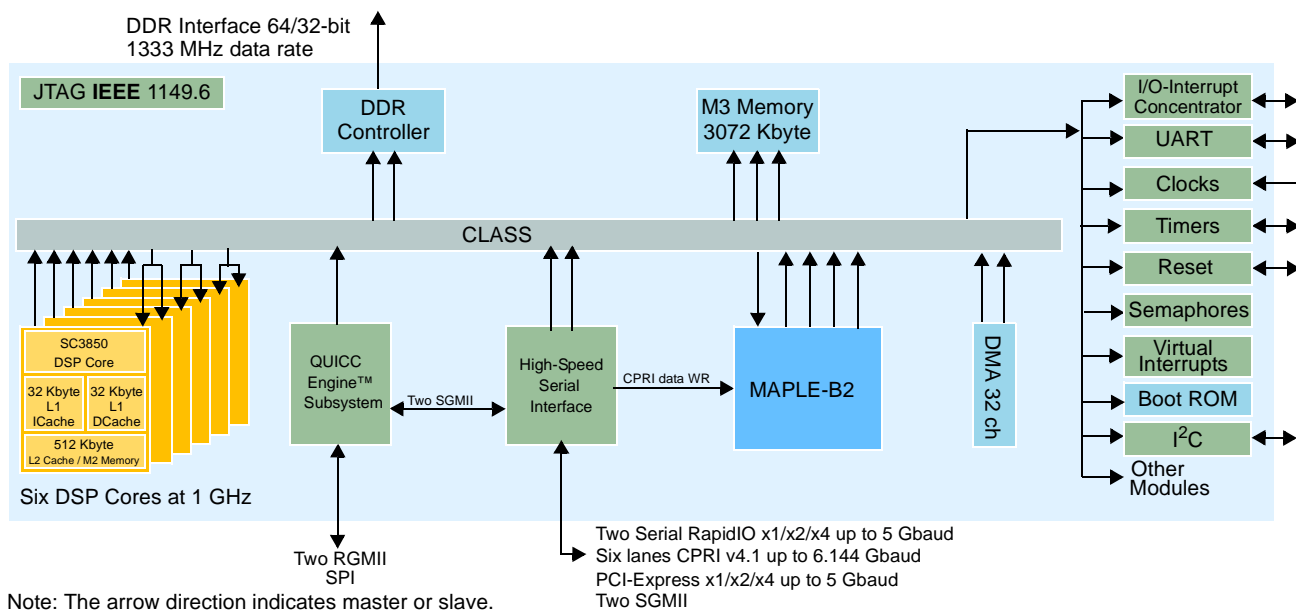 DDR Interface 64/32-bit
1333 MHz data rate
JTAG IEEE 1149.6
DDR
Controller
M3 Memory
3072 Kbyte
I/O-Interrupt
Concentrator
UART
Clocks
Timers
Reset
Semaphores
Virtual
Interrupts
Boot ROM
I²C
Other
Modules
CLASS
SC3850
DSP Core
32 Kbyte
L1
ICache
32 Kbyte
L1
DCache
512 Kbyte
L2 Cache / M2 Memory
Six DSP Cores at 1 GHz
QUICC
Engine™
Subsystem
Two SGMII
High-Speed
Serial
Interface
CPRI data WR
MAPLE-B2
DMA 32 ch
Two RGMII
SPI
Two Serial RapidIO x1/x2/x4 up to 5 Gbaud
Six lanes CPRI v4.1 up to 6.144 Gbaud
PCI-Express x1/x2/x4 up to 5 Gbaud
Two SGMII
Note: The arrow direction indicates master or slave.